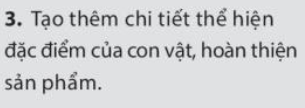 3. Tạo thêm chi tiết thể hiện
đặc điểm của con vật, hoàn thiện
sản phẩm.